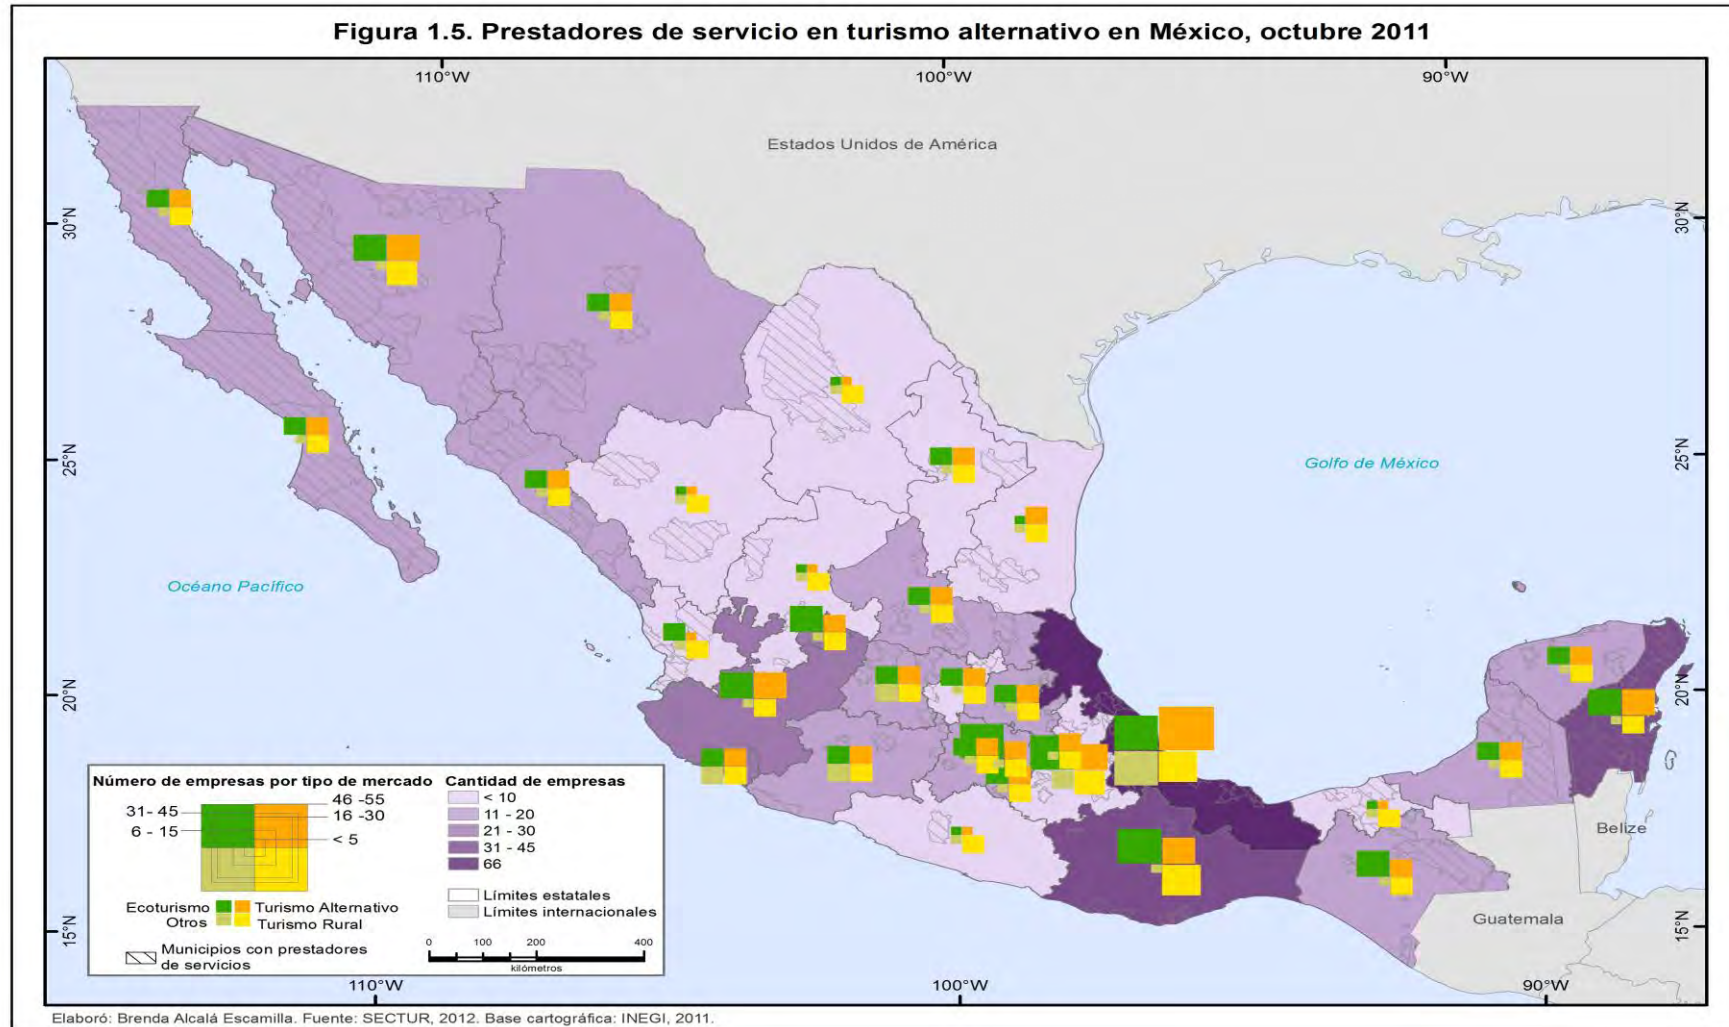 Figura 1.5. Prestadores de servicio en turismo alternativo en México, octubre 2011
110°W
100°W
90°W
Estados Unidos de América
30°N
30°N
25°N
25°N
Golfo de México
Océano Pacífico
20°N
20°N
Número de empresas por tipo de mercado
31- 45
6 - 15
46 -55
16 -30
< 5
Ecoturismo
Turismo Alternativo
Otros
Turismo Rural
Municipios con prestadores
de servicios
Cantidad de empresas
< 10
11 - 20
21 - 30
31 - 45
66
Límites estatales
Límites internacionales
0 100 200 400
kilómetros
Belize
Guatemala
15°N
15°N
110°W
100°W
90°W
Elaboró: Brenda Alcalá Escamilla. Fuente: SECTUR, 2012. Base cartográfica: INEGI, 2011.